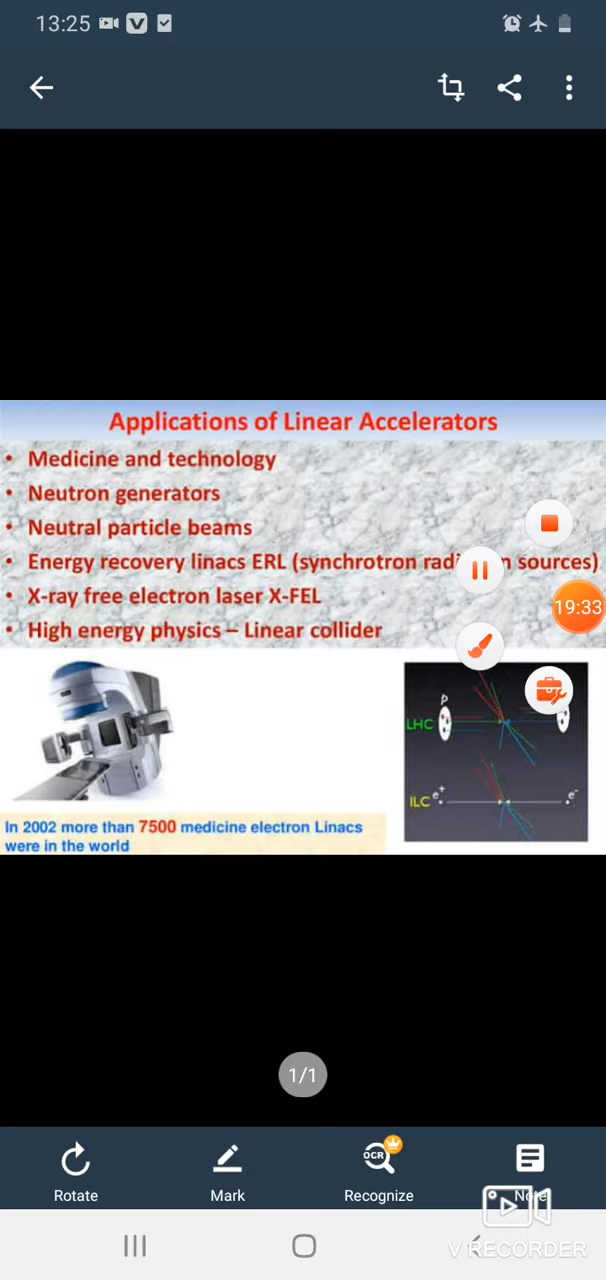 13:25
Applications of Linear Accelerators
• Medicine and technology
• Neutron generators
• Neutral particle beams
• Energy recovery linacs ERL (synchrotron sources)
• X-ray free electron laser X-FEL
19:33
• High energy physics – Linear collider
p
LHC
ILC e+ e-
In 2002 more than 7500 medicine electron Linacs
were in the world
1/1
OCR
Rotate Mark Recognize Note
V RECORDER